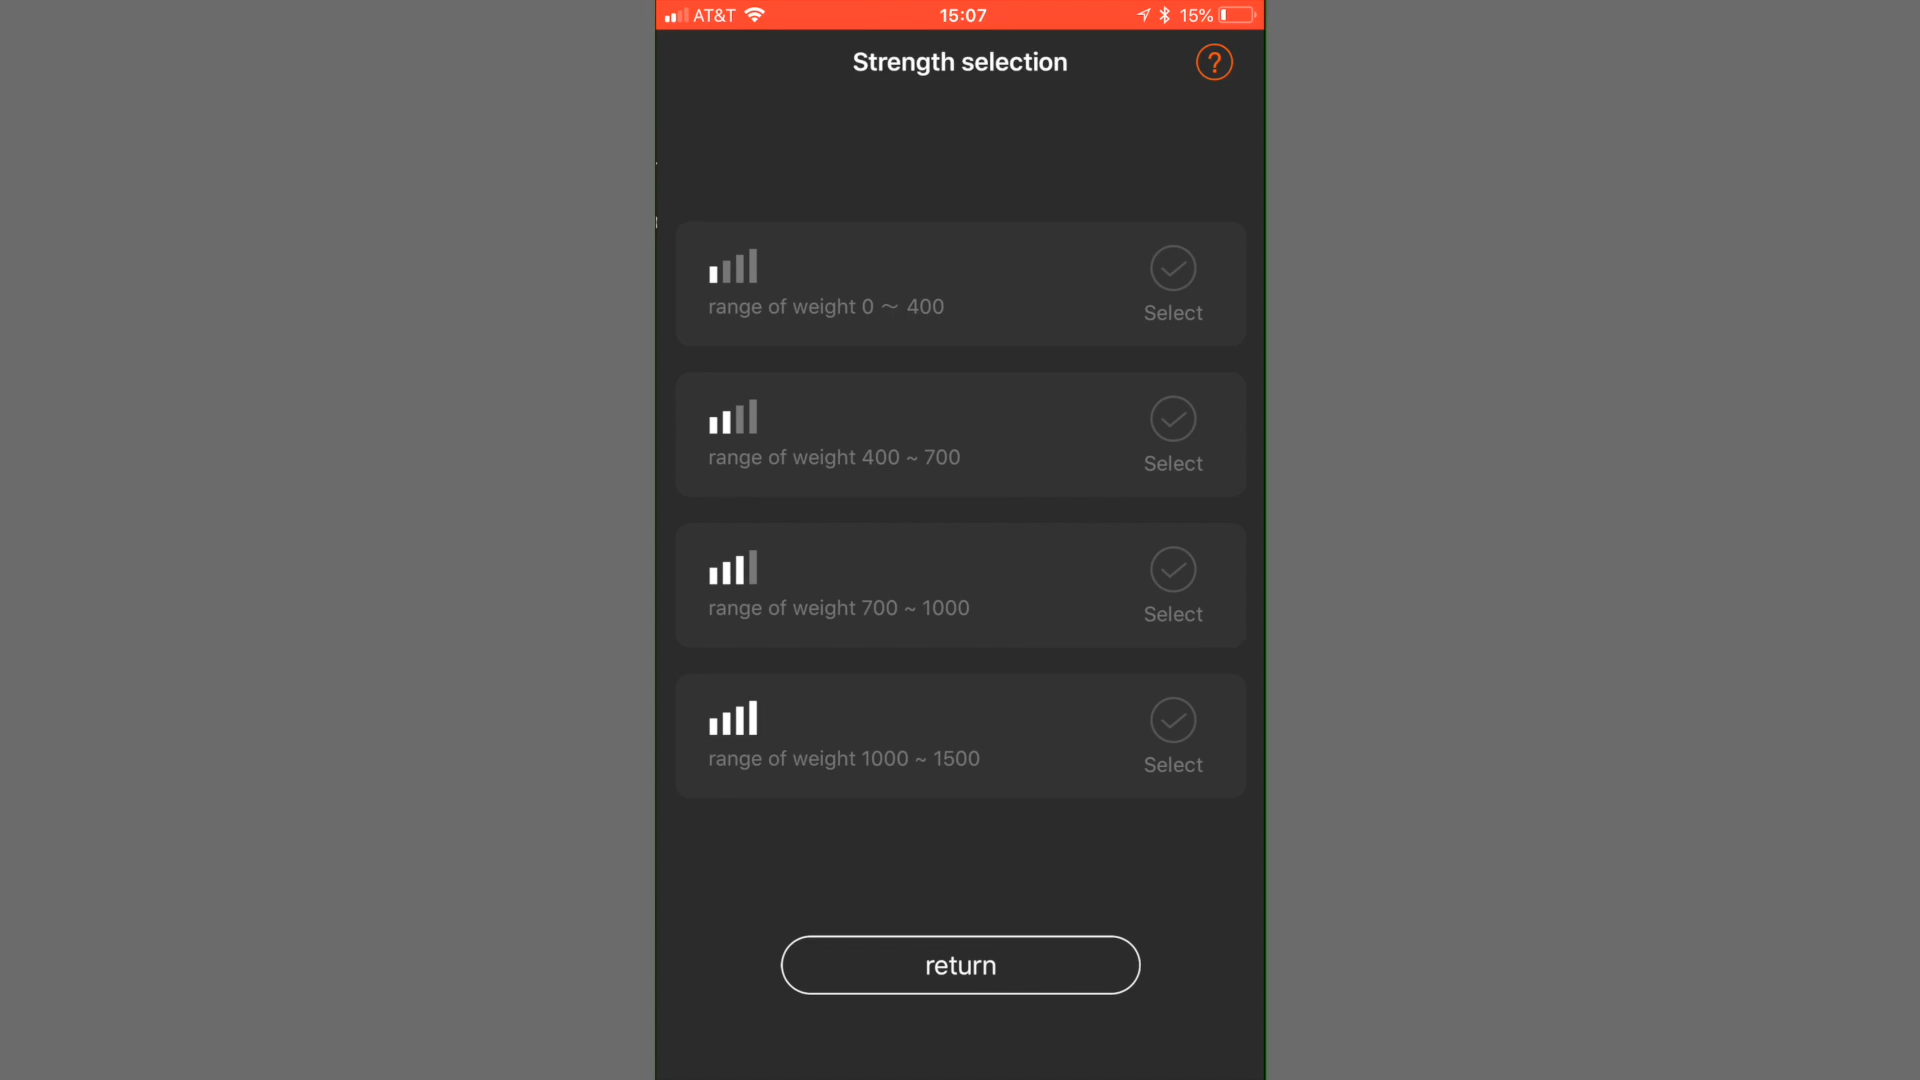 AT&T 15:07 15%
Strength selection ?
range of weight 0 ～ 400
Select
range of weight 400 ~ 700
Select
range of weight 700 ~ 1000
Select
range of weight 1000 ~ 1500
Select
return